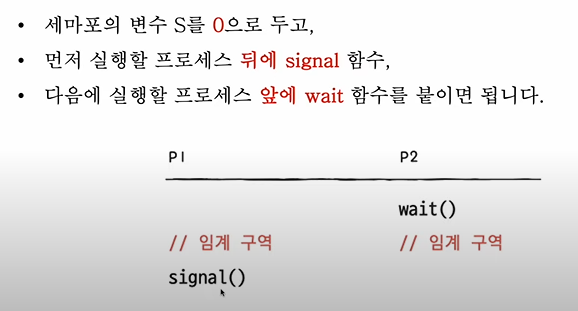 • 세마포의 변수 S를 0으로 두고,
• 먼저 실행할 프로세스 뒤에 signal 함수,
• 다음에 실행할 프로세스 앞에 wait 함수를 붙이면 됩니다.
P1 P2
wait()
// 임계 구역 // 임계 구역
signal()